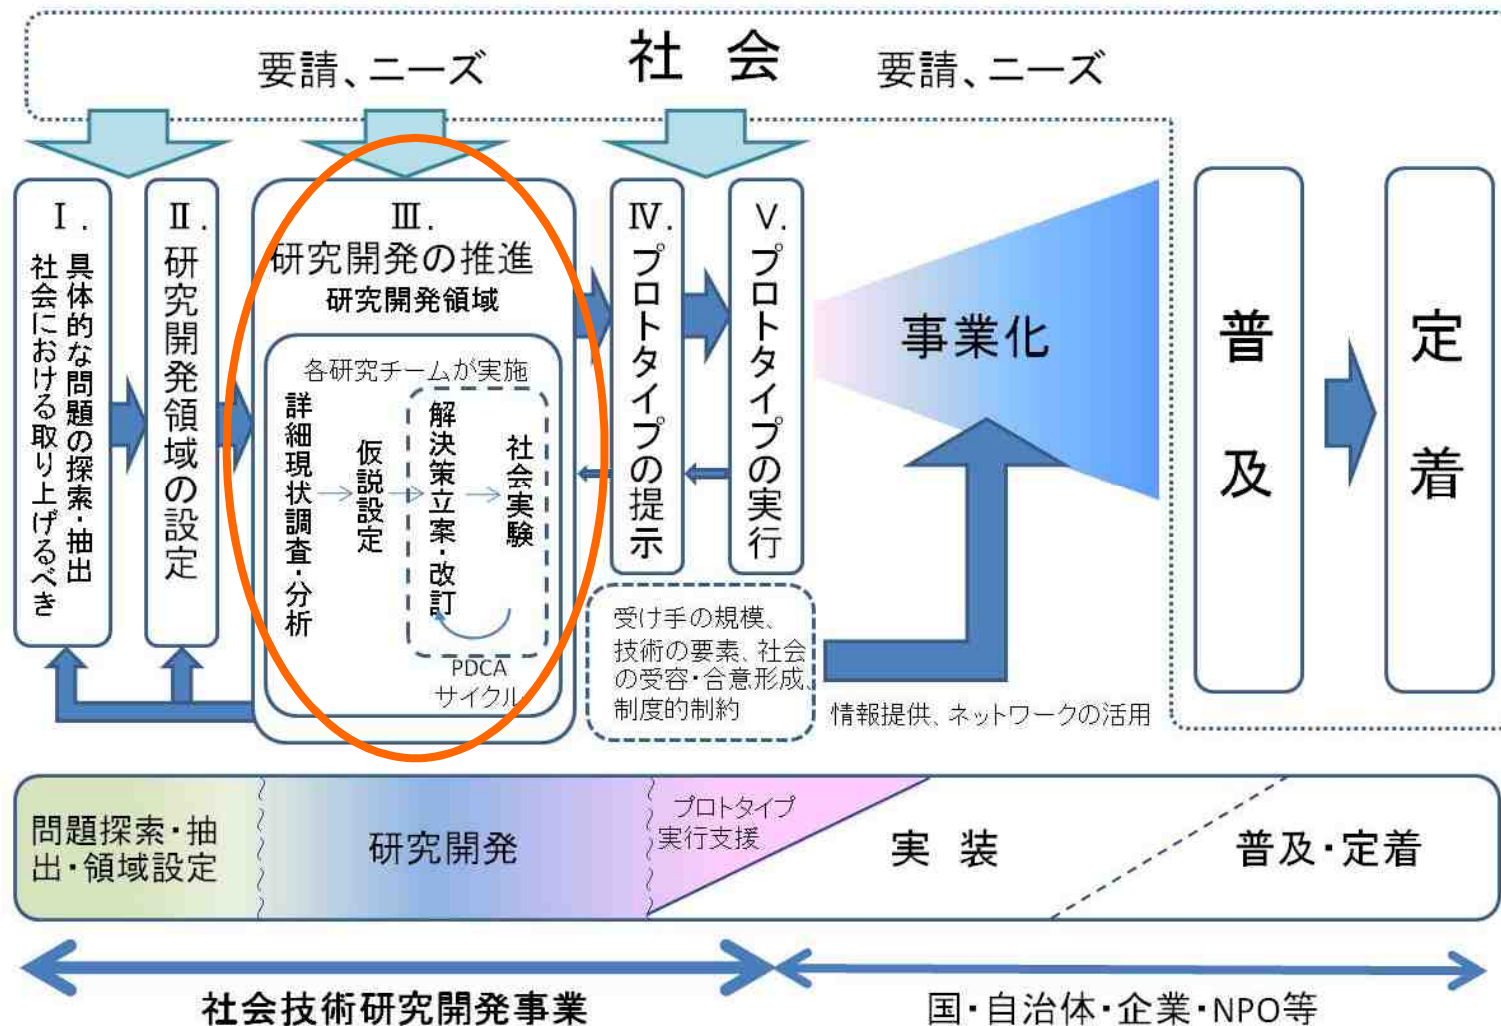 社 会
要請、ニーズ
要請、ニーズ
Ⅰ.
社会における取り上げるべき
具体的な問題の探索・抽出
Ⅱ.
研究開発領域の設定
Ⅲ.
研究開発の推進
研究開発領域
各研究チームが実施
詳細現状調査・分析
仮説設定
解決策立案・改訂
社会実験
PDCA
サイクル
Ⅳ.
プロトタイプの提示
Ⅴ.
プロトタイプの実行
受け手の規模、
技術の要素、社会
の受容・合意形成、
制度的制約
事業化
情報提供、ネットワークの活用
普及
定着
問題探索・抽
出・領域設定
研究開発
プロトタイプ
実行支援
実 装
普及・定着
社会技術研究開発事業
国・自治体・企業・NPO等